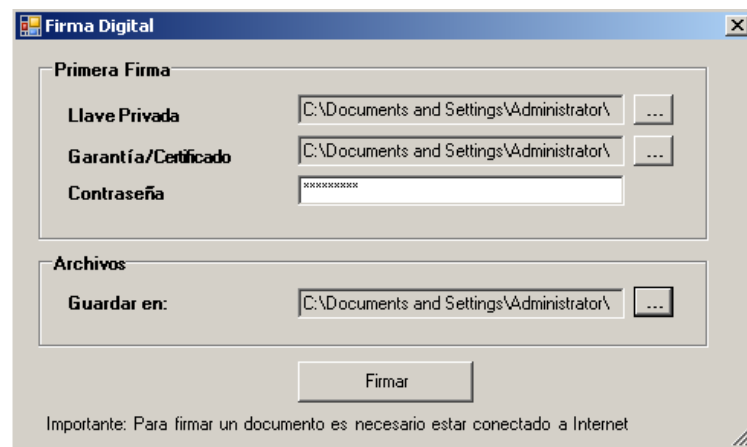 Firma Digital
Primera Firma
Llave Privada C:\Documents and Settings\Administrator\ ...
Garantía/Certificado C:\Documents and Settings\Administrator\ ...
Contraseña *********
Archivos
Guardar en: C:\Documents and Settings\Administrator\ ...
Firmar
Importante: Para firmar un documento es necesario estar conectado a Internet